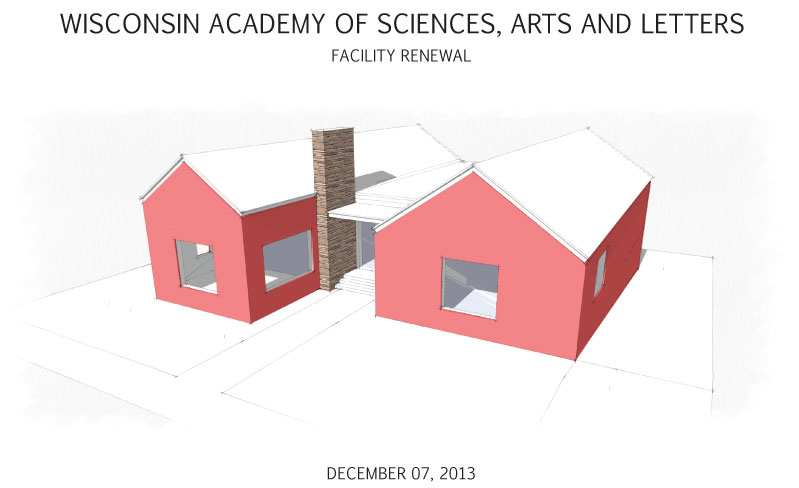 WISCONSIN ACADEMY OF SCIENCES, ARTS AND LETTERS
FACILITY RENEWAL
DECEMBER 07, 2013